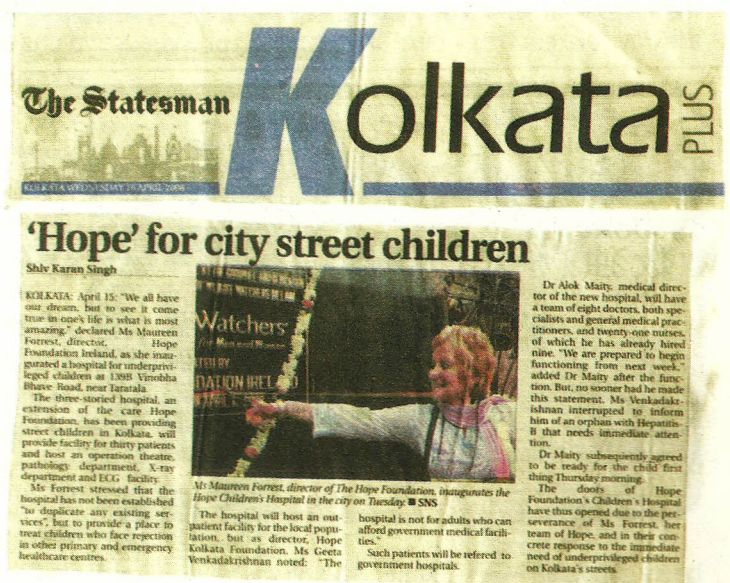 The Statesman
Kolkata
PLUS
KOLKATA WEDNESDAY 16 APRIL 2008
'Hope' for city street children
Shiv Karan Singh
KOLKATA: April 15: "We all have
our dream, but to see it come
true in one's life is what is most
amazing," declared Ms Maureen
Forrest, director, Hope
Foundation Ireland, as she inau-
gurated a hospital for underprivi-
leged children at 139B Vinobha
Bhave Road, near Taratala.
The three-storied hospital, an
extension of the care Hope
Foundation, has been providing
street children in Kolkata, will
provide facility for thirty patients
and host an operation theatre,
pathology department, X-ray
department and ECG facility.
Ms Forrest stressed that the
hospital has not been established
"to duplicate any existing ser-
vices", but to provide a place to
treat children who face rejection
in other primary and emergency
healthcare centres.
Watchers
for Men and Women
DATION IREL ND
Ms Maureen Forrest, director of The Hope Foundation, inaugurates the
Hope Children's Hospital in the city on Tuesday. ■ SNS
The hospital will host an out-
patient facility for the local popu-
lation, but as director, Hope
Kolkata Foundation, Ms Geeta
Venkadakrishnan noted: "The
hospital is not for adults who can
afford government medical facili-
ties."
Such patients will be refered to
government hospitals.
Dr Alok Maity, medical direc-
tor of the new hospital, will have
a team of eight doctors, both spe-
cialists and general medical prac-
titioners, and twenty-one nurses,
of which he has already hired
nine. "We are prepared to begin
functioning from next week,"
added Dr Maity after the func-
tion. But, no sooner had he made
this statement, Ms Venkadak-
rishnan interrupted to inform
him of an orphan with Hepatitis-
B that needs immediate atten-
tion.
Dr Maity subsequently agreed
to be ready for the child first
thing Thursday morning.
The doors of Hope
Foundation's Children's Hospital
have thus opened due to the per-
severance of Ms Forrest, her
team of Hope, and in their con-
crete response to the immediate
need of underprivileged children
on Kolkata's streets.